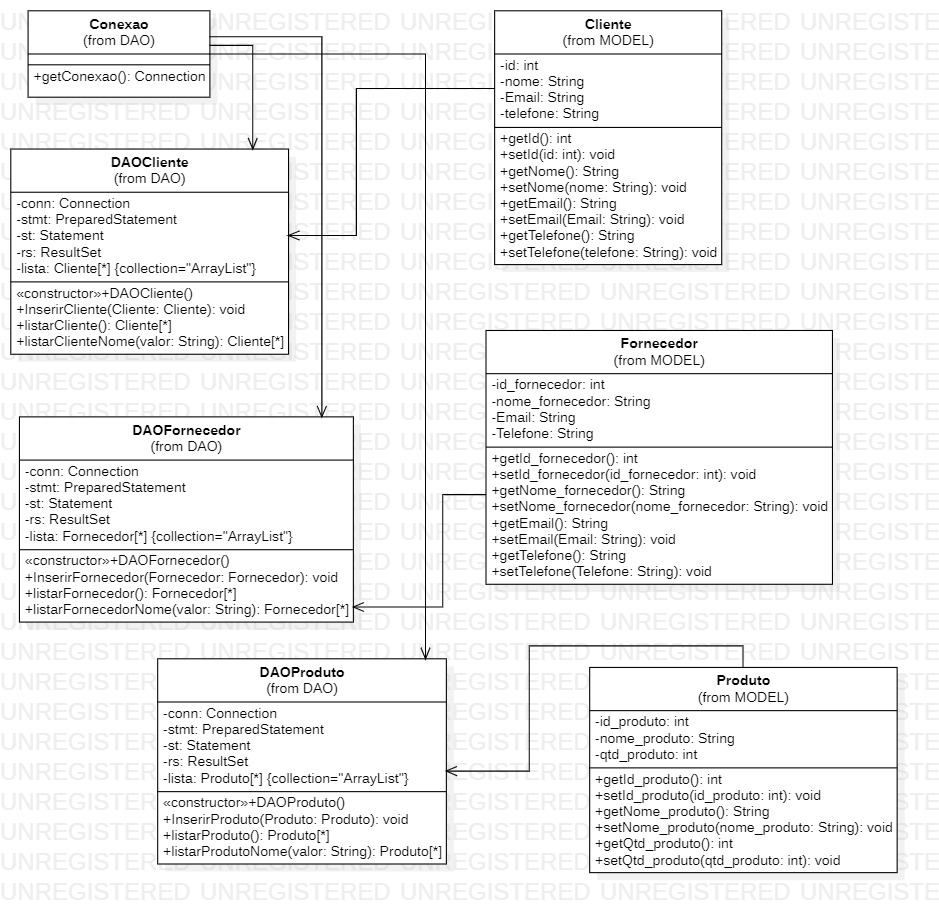 Conexao
(from DAO)
+getConexao(): Connection
Cliente
(from MODEL)
-id: int
-nome: String
-Email: String
-telefone: String
+getId(): int
+setId(id: int): void
+getNome(): String
+setNome(nome: String): void
+getEmail(): String
+setEmail(Email: String): void
+getTelefone(): String
+setTelefone(telefone: String): void
DAOCliente
(from DAO)
-conn: Connection
-stmt: PreparedStatement
-st: Statement
-rs: ResultSet
-lista: Cliente[*] {collection="ArrayList"}
«constructor»+DAOCliente()
+InserirCliente(Cliente: Cliente): void
+listarCliente(): Cliente[*]
+listarClienteNome(valor: String): Cliente[*]
Fornecedor
(from MODEL)
-id_fornecedor: int
-nome_fornecedor: String
-Email: String
-Telefone: String
+getId_fornecedor(): int
+setId_fornecedor(id_fornecedor: int): void
+getNome_fornecedor(): String
+setNome_fornecedor(nome_fornecedor: String): void
+getEmail(): String
+setEmail(Email: String): void
+getTelefone(): String
+setTelefone(Telefone: String): void
DAOFornecedor
(from DAO)
-conn: Connection
-stmt: PreparedStatement
-st: Statement
-rs: ResultSet
-lista: Fornecedor[*] {collection="ArrayList"}
«constructor»+DAOFornecedor()
+InserirFornecedor(Fornecedor: Fornecedor): void
+listarFornecedor(): Fornecedor[*]
+listarFornecedorNome(valor: String): Fornecedor[*]
DAOProduto
(from DAO)
-conn: Connection
-stmt: PreparedStatement
-st: Statement
-rs: ResultSet
-lista: Produto[*] {collection="ArrayList"}
«constructor»+DAOProduto()
+InserirProduto(Produto: Produto): void
+listarProduto(): Produto[*]
+listarProdutoNome(valor: String): Produto[*]
Produto
(from MODEL)
-id_produto: int
-nome_produto: String
-qtd_produto: int
+getId_produto(): int
+setId_produto(id_produto: int): void
+getNome_produto(): String
+setNome_produto(nome_produto: String): void
+getQtd_produto(): int
+setQtd_produto(qtd_produto: int): void
UNREGISTERED